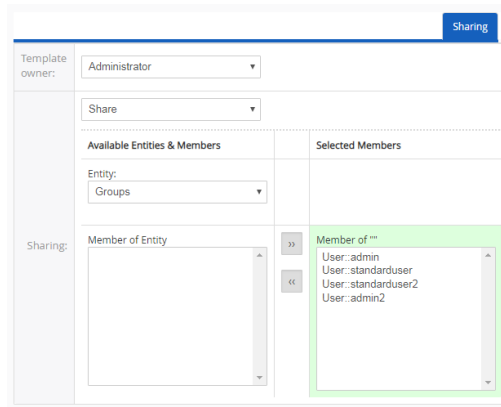 Sharing
Template
owner:
Administrator
Share
Available Entities & Members
Selected Members
Entity:
Groups
Sharing:
Member of Entity
››
‹‹
Member of ""
User::admin
User::standarduser
User::standarduser2
User::admin2